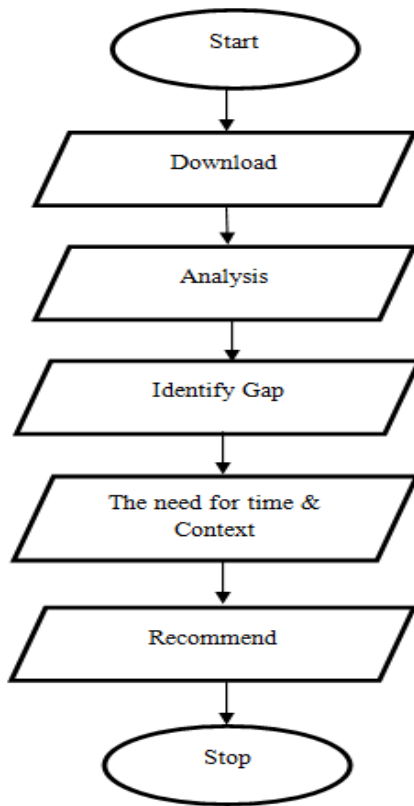 Start
Download
Analysis
Identify Gap
The need for time &
Context
Recommend
Stop